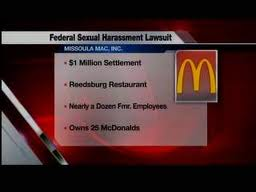 Federal Sexual Harassment Lawsuit
MISSOULA MAC, INC.
• $1 Million Settlement
• Reedsburg Restaurant
• Nearly a Dozen Fmr. Employees
• Owns 25 McDonalds